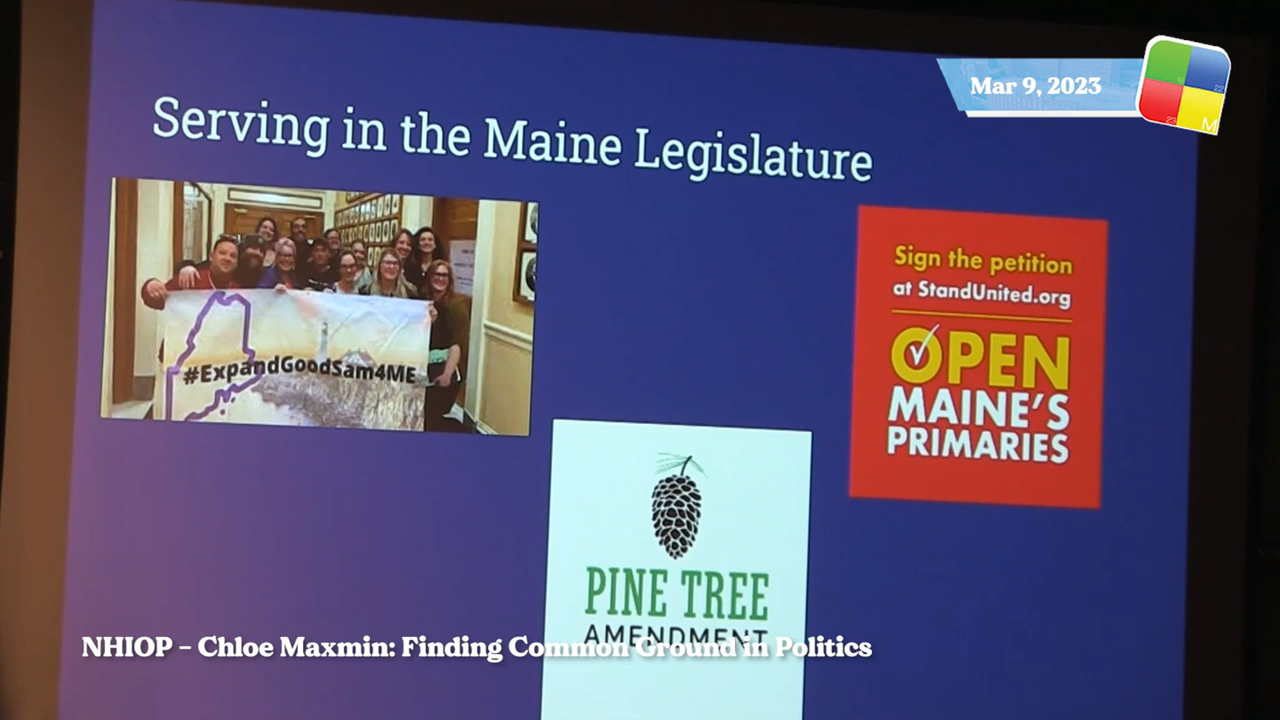 Mar 9, 2023
Serving in the Maine Legislature
#ExpandGoodSam4ME
Sign the petition
at StandUnited.org
OPEN
MAINE'S
PRIMARIES
PINE TREE
AMENDMENT
NHIOP – Chloe Maxmin: Finding Common Ground in Politics